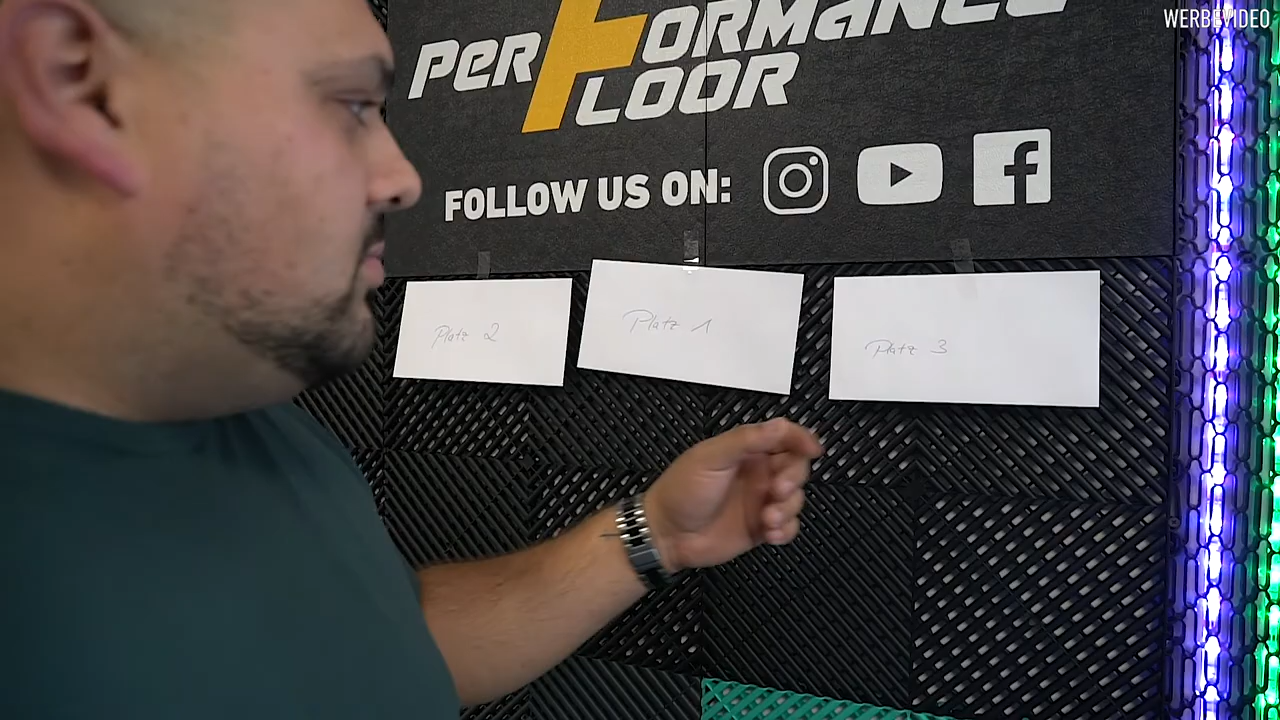 WERBEVIDEO
PERFORMANCE
FLOOR
FOLLOW US ON:
Platz 2
Platz 1
Platz 3